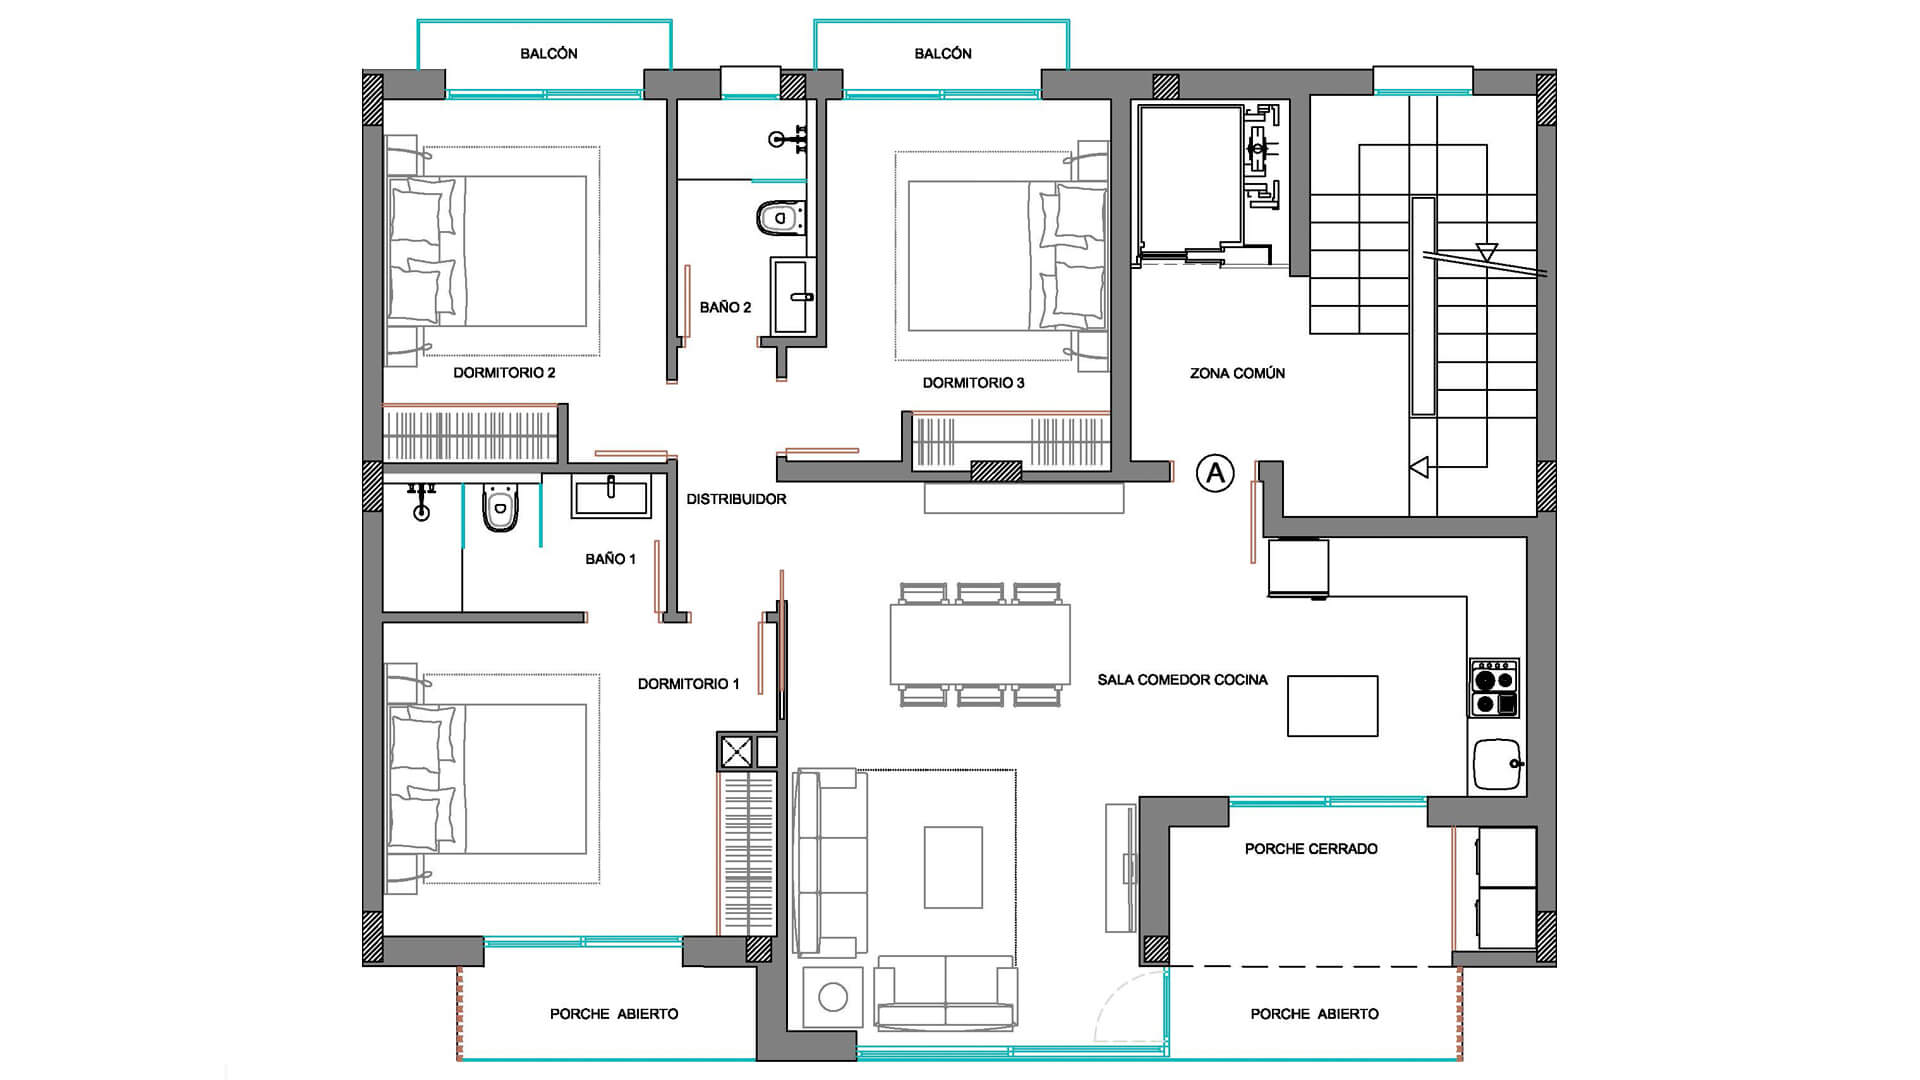 BALCÓN
BALCÓN
BAÑO 2
DORMITORIO 2
DORMITORIO 3
ZONA COMÚN
A
DISTRIBUIDOR
BAÑO 1
DORMITORIO 1
SALA COMEDOR COCINA
PORCHE CERRADO
PORCHE ABIERTO
PORCHE ABIERTO